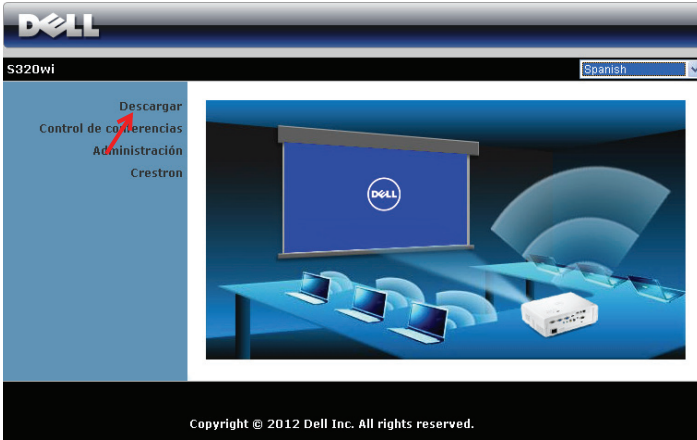 DELL
S320wi
Spanish
Descargar
Control de conferencias
Administración
Crestron
DELL
Copyright © 2012 Dell Inc. All rights reserved.